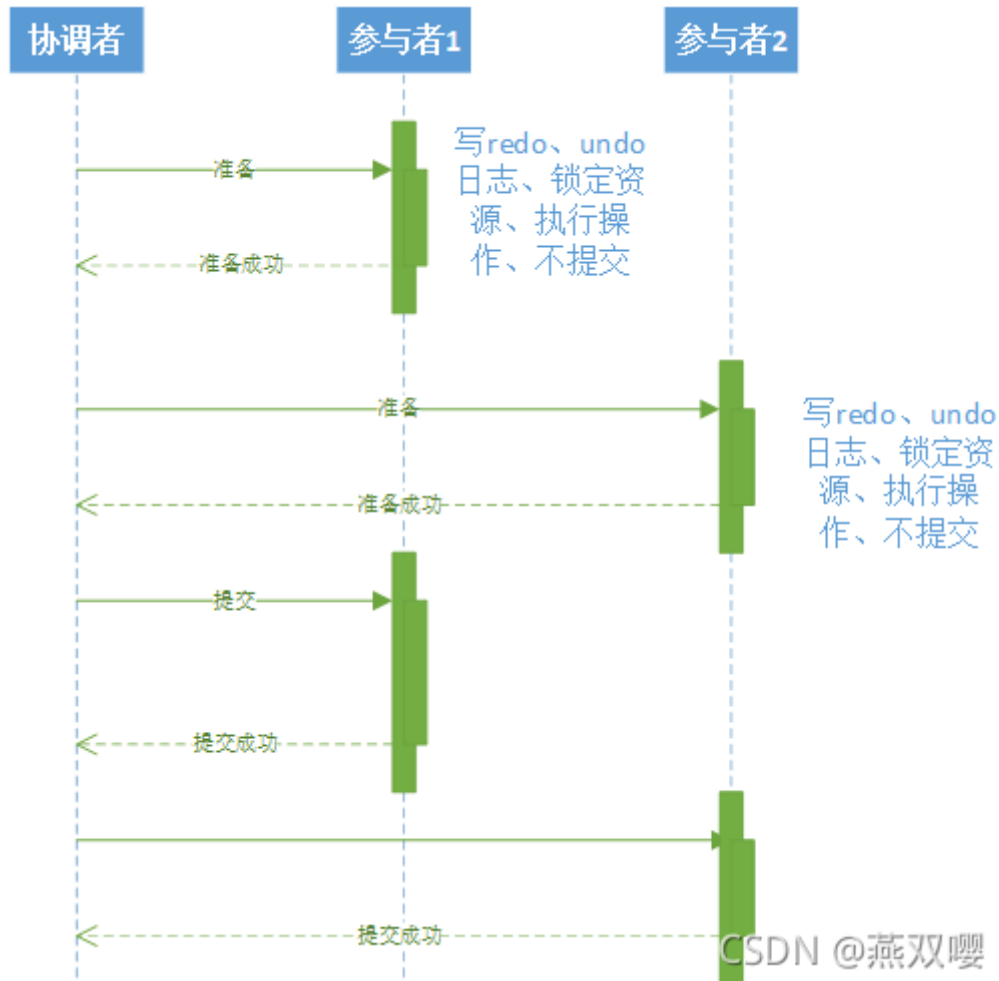 协调者
参与者1
参与者2
准备
写redo、undo
日志、锁定资
源、执行操
作、不提交
准备成功
准备
写redo、undo
日志、锁定资
源、执行操
作、不提交
准备成功
提交
提交成功
提交成功
CSDN @燕双嘤